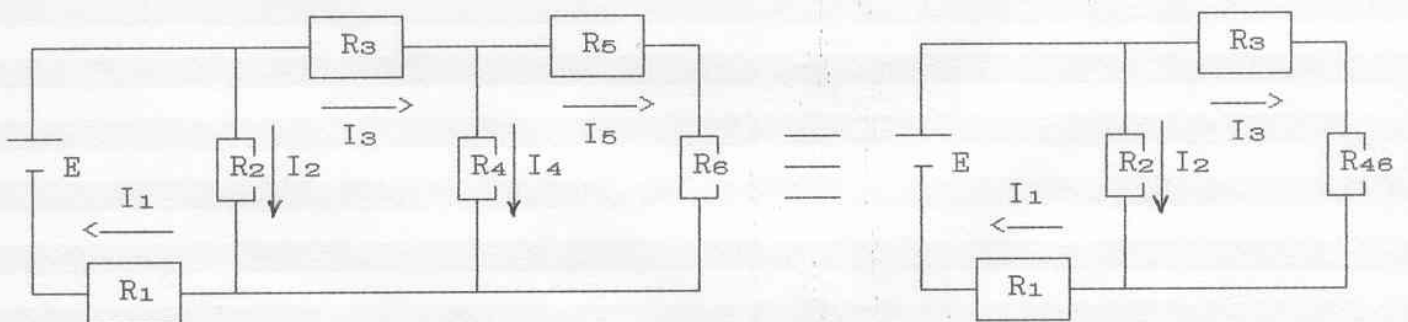 R3 R5 R3
I3 I5 I3
E R2 I2 R4 I4 R6 E R2 I2 R46
I1 I1
R1 R1